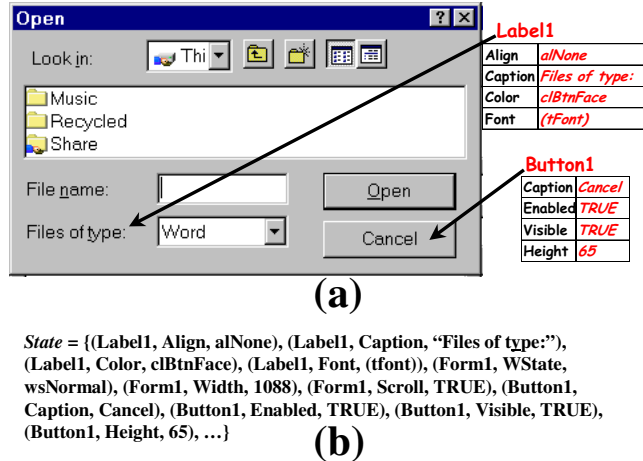 Open
Look in:
Thi
Music
Recycled
Share
File name:
Open
Files of type:
Word
Cancel
Label1
Align alNone
Caption Files of type:
Color clBtnFace
Font (tFont)
Button1
Caption Cancel
Enabled TRUE
Visible TRUE
Height 65
(a)
State = {(Label1, Align, alNone), (Label1, Caption, “Files of type:”),
(Label1, Color, clBtnFace), (Label1, Font, (tfont)), (Form1, WState,
wsNormal), (Form1, Width, 1088), (Form1, Scroll, TRUE), (Button1,
Caption, Cancel), (Button1, Enabled, TRUE), (Button1, Visible, TRUE),
(Button1, Height, 65), …}
(b)